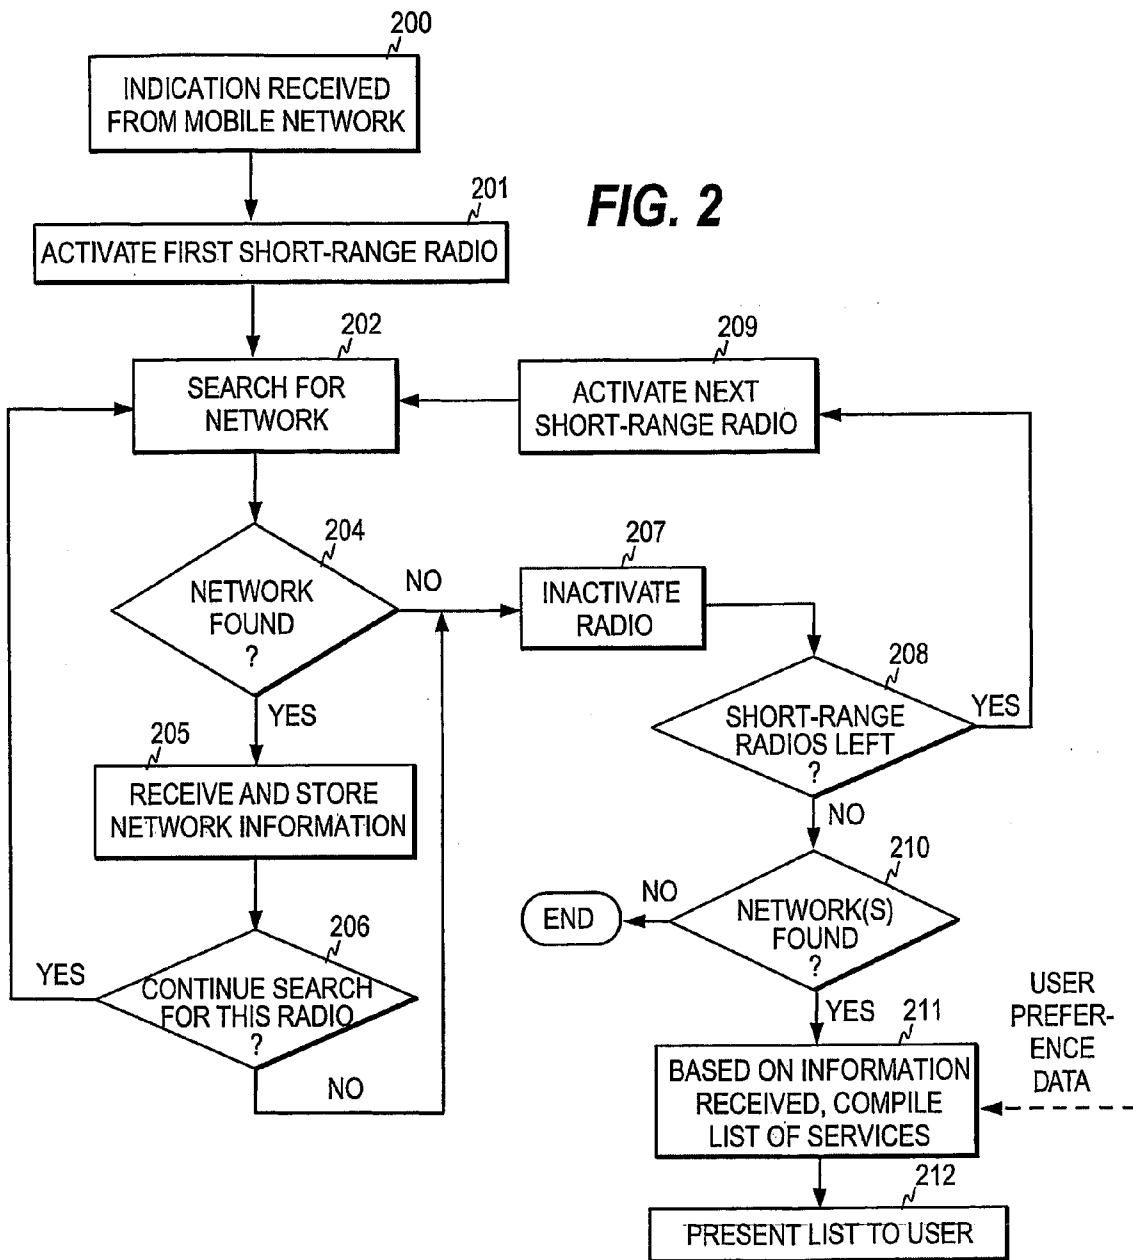 200
INDICATION RECEIVED
FROM MOBILE NETWORK
FIG. 2
201
ACTIVATE FIRST SHORT-RANGE RADIO
202
SEARCH FOR
NETWORK
209
ACTIVATE NEXT
SHORT-RANGE RADIO
204
NETWORK
FOUND
?
NO
YES
207
INACTIVATE
RADIO
208
SHORT-RANGE
RADIOS LEFT
?
YES
NO
205
RECEIVE AND STORE
NETWORK INFORMATION
206
CONTINUE SEARCH
FOR THIS RADIO
?
YES
NO
210
NETWORK(S)
FOUND
?
NO
END
YES
USER
PREFER-
ENCE
DATA
211
BASED ON INFORMATION
RECEIVED, COMPILE
LIST OF SERVICES
212
PRESENT LIST TO USER